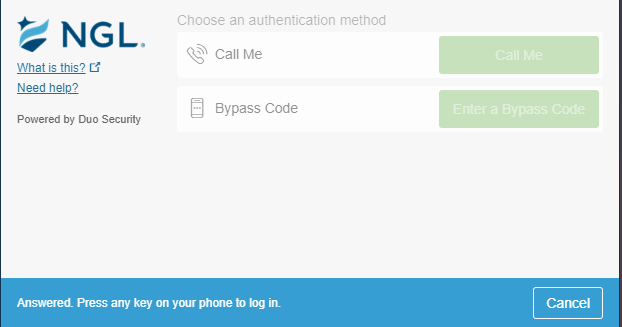 NGL.
What is this?
Need help?
Powered by Duo Security
Choose an authentication method
Call Me
Call Me
Bypass Code
Enter a Bypass Code
Answered. Press any key on your phone to log in.
Cancel